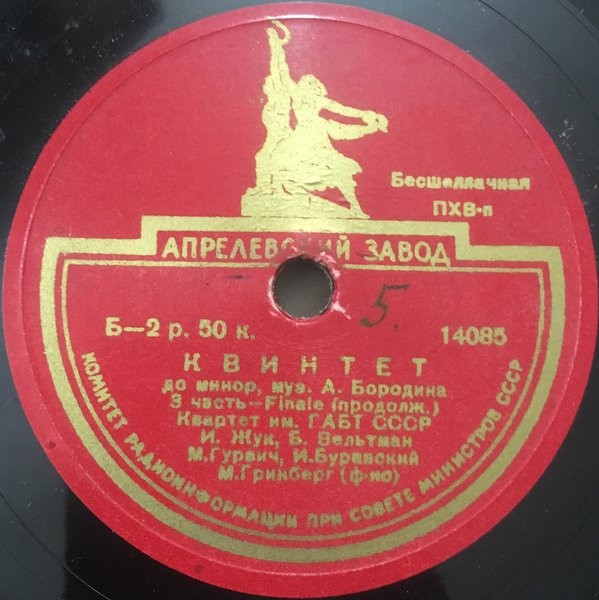 Бесшеллачная
ПХВ-п
АПРЕЛЕВСКИЙ ЗАВОД
5.
Б—2 р. 50 к.
14085
КВИНТЕТ
до минор, муз. А. Бородина
3 часть—Finale (продолж.)
Квартет им. ГАБТ СССР
И. Жук, Б. Вельтман
М. Гурвич, И. Буравский
М. Гринберг (ф-но)
КОМИТЕТ РАДИОИНФОРМАЦИИ ПРИ СОВЕТЕ МИНИСТРОВ СССР